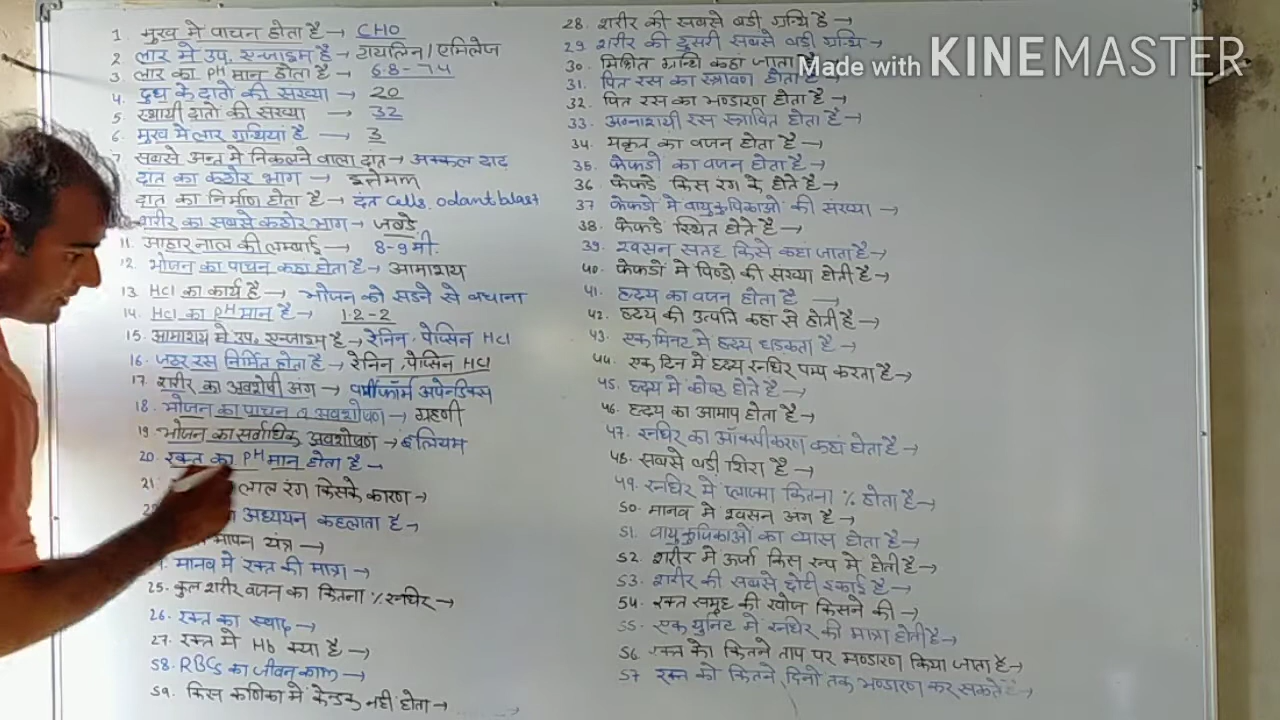 1. मुख मे पाचन होता है → CHO
2 लार मे उप. एन्जाइम है → टायलिन/एमिलेज
3. लार का PH मान होता है → 6.8-7.4
4. दुध के दातो की संख्या → 20
5. स्थायी दातो की संख्या → 32
6. मुख मे लार ग्रन्थियां है → 3
7. सबसे अन्त मे निकलने वाला दात → अक्कल दाढ़
दांत का कठोर भाग → इनेमल
दात का निर्माण होता है → दंत Cells. odantblast
शरीर का सबसे कठोर भाग → जबडे
11. आहार नाल की लम्बाई → 8-9मी.
12. भोजन का पाचन कहां होता है → आमाशय
13. HCl का कार्य है → भोजन को सडने से बचाना
14. HCl का PH मान है → 1.2-2
15. आमाशय मे उप. एन्जाइम है → रेनिन, पेप्सिन HCl
16. जठर रस निर्मित होता है → रेनिन, पेप्सिन HCl
17. शरीर का अवशेषी अंग → वर्मीफॉर्म अपेन्डिक्स
18. भोजन का पाचन व अवशोषण → ग्रहणी
19. भोजन का सर्वाधिक अवशोषण → इलियम
20. रक्त का PH मान होता है →
21. लाल रंग किसके कारण →
अध्ययन कहलाता है →
मापन यंत्र →
मानव मे रक्त की मात्रा →
25. कुल शरीर वजन का कितना % रूधिर →
26. रक्त का स्वाद →
27. रक्त मे Hb क्या है →
58. RBCs का जीवन काल →
59. किस कणिका मे केन्द्रक नही होता →
28. शरीर की सबसे बडी ग्रन्थि है →
29. शरीर की दुसरी सबसे बडी ग्रन्थि →
30. मिश्रित ग्रन्थि कहा जाता
31. पित रस का स्त्रावण होता है →
32. पित रस का भण्डारण होता है →
33. अग्नाशयी रस स्त्रावित होता है →
34. यकृत का वजन होता है →
35. फेफडो का वजन होता है →
36. फेफडे किस रंग के होते है →
37 फेफडो मे वायुकुपिकाओ की संख्या →
38. फेफडे स्थित होते है →
39. श्वसन सतह किसे कहा जाता है →
40. फेफडो मे पिण्डो की संख्या होती है →
41. हृदय का वजन होता है →
42. हृदय की उत्पति कहा से होती है →
43. एक मिनट मे हृदय धडकता है →
44. एक दिन मे हृदय रूधिर पम्प करता है →
45. हृदय मे कोष्ठ होते है →
46. हृदय का आमाप होता है →
47. रूधिर का ऑक्सीकरण कहां होता है →
48. सबसे बडी शिरा है →
49. रूधिर मे प्लाज्मा कितना % होता है →
50. मानव मे श्वसन अंग है →
51. वायुकुपिकाओ का व्यास होता है →
52. शरीर मे ऊर्जा किस रूप मे होती है →
53. शरीर की सबसे छोटी इकाई है →
54. रक्त समुह की खोज किसने की →
55. एक युनिट मे रूधिर की मात्रा होती है →
56 रक्त को कितने ताप पर भण्डारण किया जाता है →
57 रक्त को कितने दिनो तक भण्डारण कर सकते है →
Made with KINEMASTER